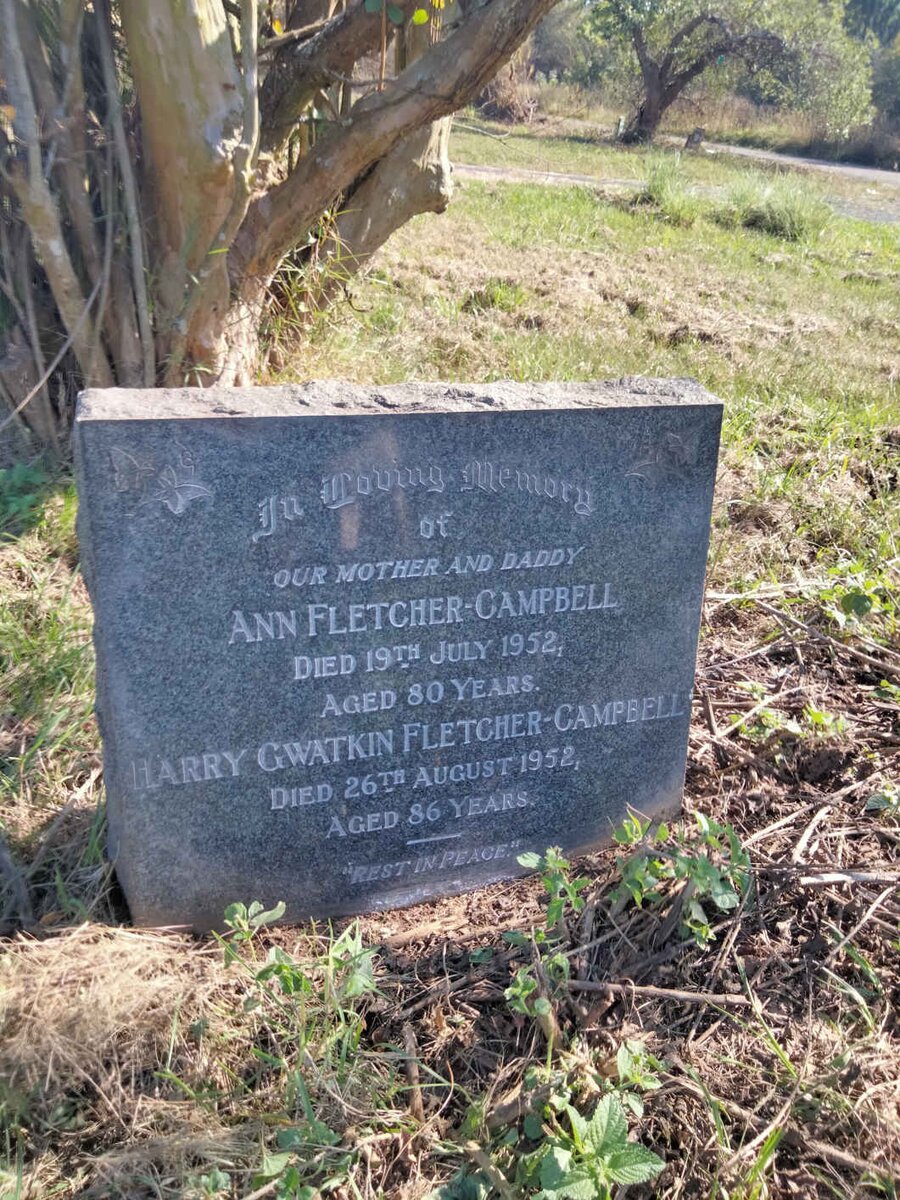 In Loving Memory
of
OUR MOTHER AND DADDY
ANN FLETCHER-CAMPBELL
DIED 19TH JULY 1952,
AGED 80 YEARS.
HARRY GWATKIN FLETCHER-CAMPBELL
DIED 26TH AUGUST 1952,
AGED 86 YEARS.
"REST IN PEACE."